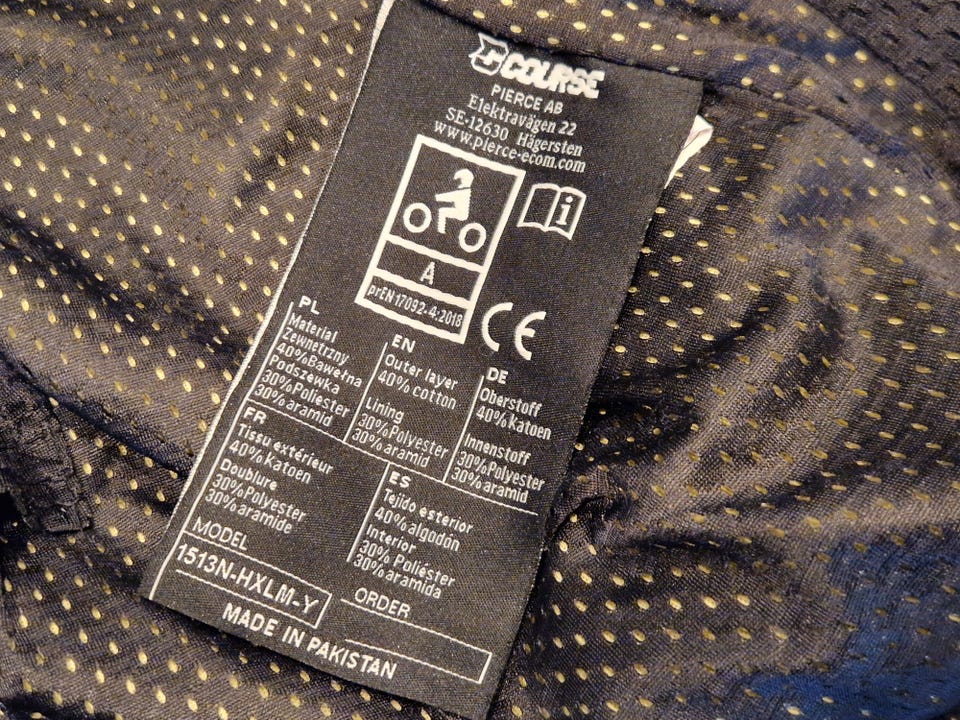 COURSE
PIERCE AB
Elektravägen 22
SE-12630 Hägersten
www.pierce-ecom.com
i
A
prEN 17092-4:2018
CE
PL
Material
Zewnetrzny
40%Bawełna
Podszewka
30%Poliester
30%aramid
EN
Outer layer
40% cotton
Lining
30%Polyester
30%aramid
DE
Oberstoff
40%Katoen
Innenstoff
30%Polyester
30%aramid
FR
Tissu extérieur
40%Katoen
Doublure
30%Polyester
30%aramide
ES
Tejido esterior
40% algodón
Interior
30% Poliéster
30%aramida
MODEL
1513N-HXLM-Y
ORDER
MADE IN PAKISTAN